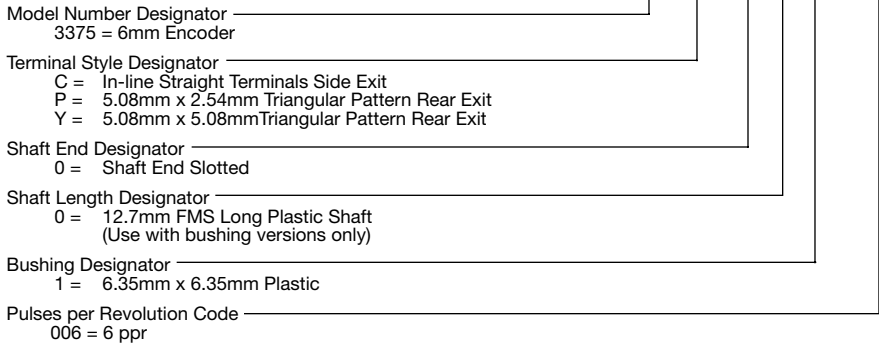 Model Number Designator
3375 = 6mm Encoder
Terminal Style Designator
C = In-line Straight Terminals Side Exit
P = 5.08mm x 2.54mm Triangular Pattern Rear Exit
Y = 5.08mm x 5.08mmTriangular Pattern Rear Exit
Shaft End Designator
0 = Shaft End Slotted
Shaft Length Designator
0 = 12.7mm FMS Long Plastic Shaft
(Use with bushing versions only)
Bushing Designator
1 = 6.35mm x 6.35mm Plastic
Pulses per Revolution Code
006 = 6 ppr